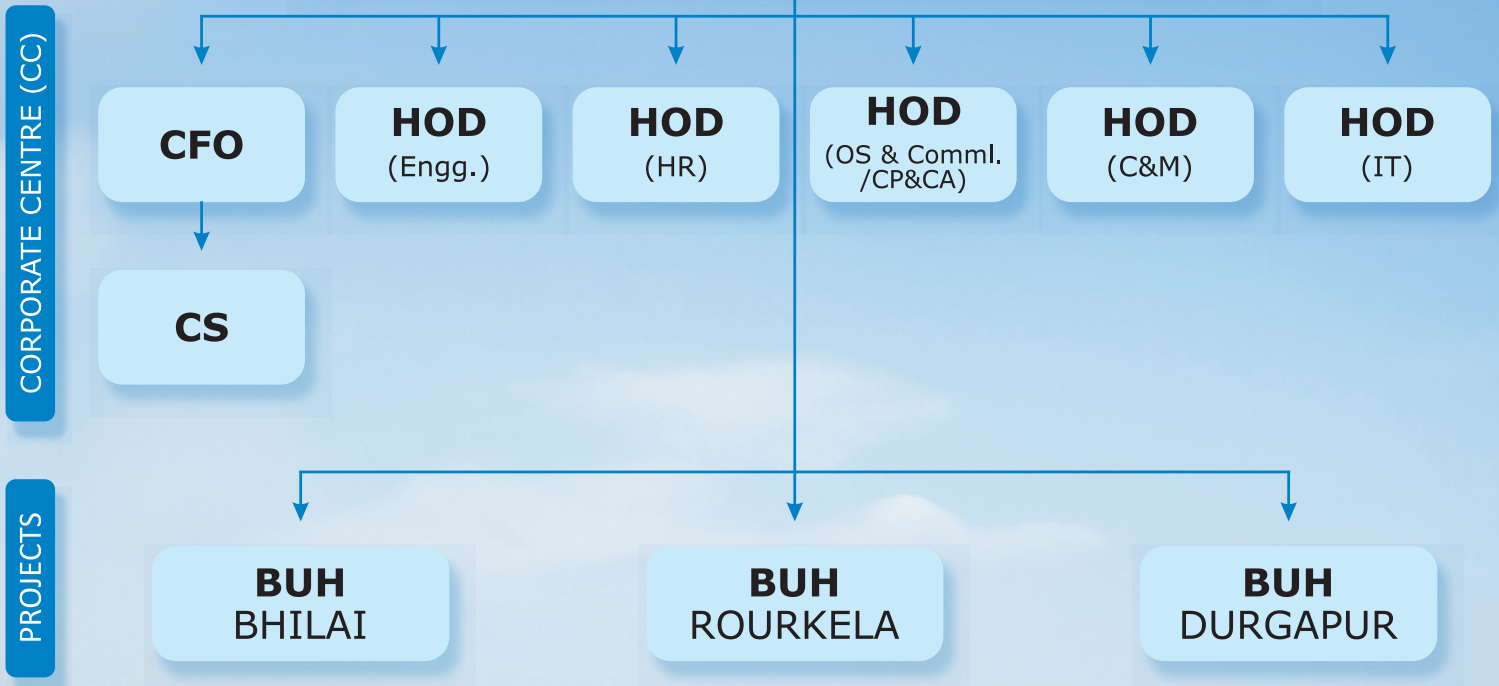 CORPORATE CENTRE (CC)
CFO
HOD
(Engg.)
HOD
(HR)
HOD
(OS & Comml.
/CP&CA)
HOD
(C&M)
HOD
(IT)
CS
PROJECTS
BUH
BHILAI
BUH
ROURKELA
BUH
DURGAPUR